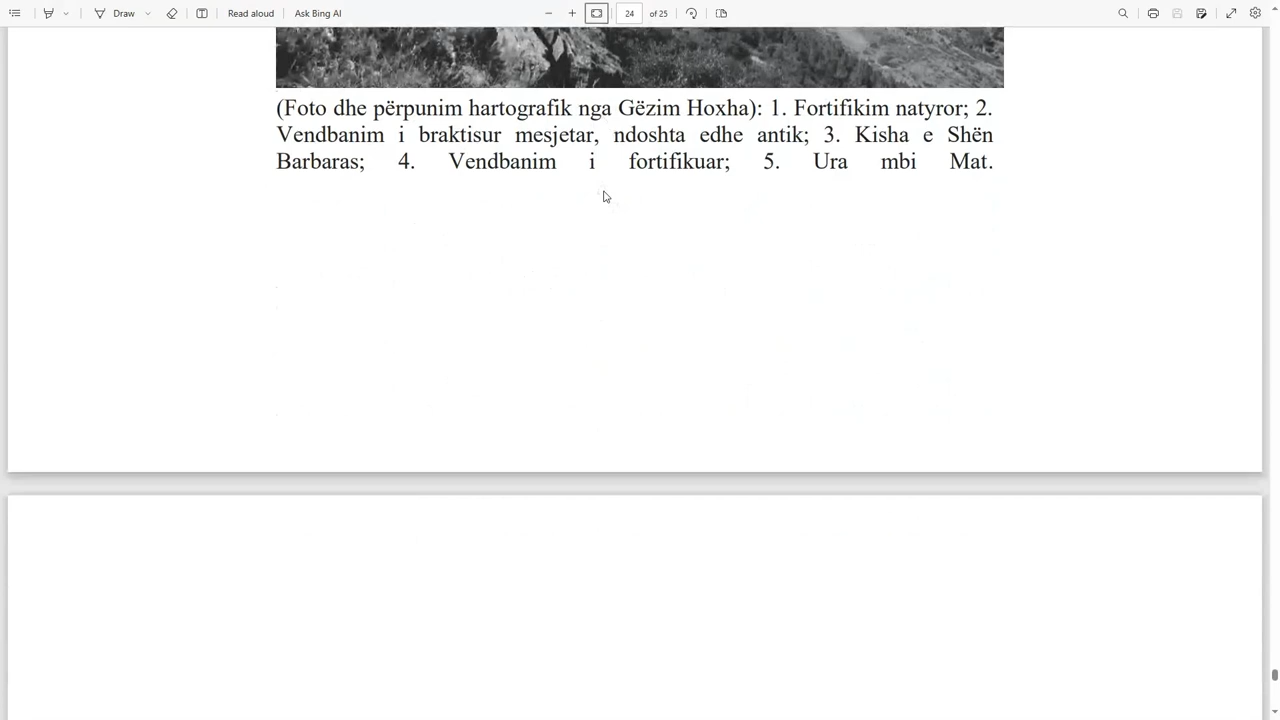 Draw
Read aloud
Ask Bing AI
24 of 25
(Foto dhe përpunim hartografik nga Gëzim Hoxha): 1. Fortifikim natyror; 2.
Vendbanim i braktisur mesjetar, ndoshta edhe antik; 3. Kisha e Shën
Barbaras; 4. Vendbanim i fortifikuar; 5. Ura mbi Mat.